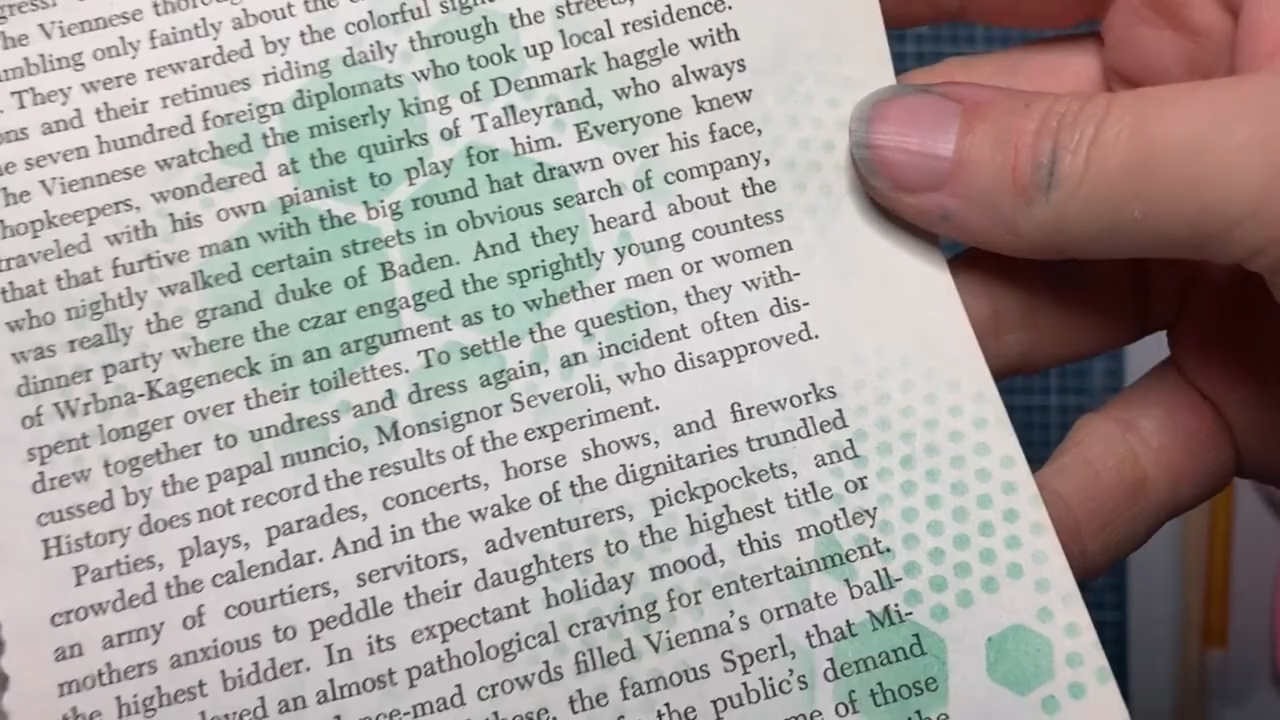 gress.
he Viennese
mbling only faintly about the
. They were rewarded by the colorful
ns and their retinues riding daily through the streets,
e seven hundred foreign diplomats who took up local residence.
he Viennese watched the miserly king of Denmark haggle with
hopkeepers, wondered at the quirks of Talleyrand, who always
traveled with his own pianist to play for him. Everyone knew
that that furtive man with the big round hat drawn over his face,
who nightly walked certain streets in obvious search of company,
was really the grand duke of Baden. And they heard about the
dinner party where the czar engaged the sprightly young countess
of Wrbna-Kageneck in an argument as to whether men or women
spent longer over their toilettes. To settle the question, they with-
drew together to undress and dress again, an incident often dis-
cussed by the papal nuncio, Monsignor Severoli, who disapproved.
History does not record the results of the experiment.
Parties, plays, parades, concerts, horse shows, and fireworks
crowded the calendar. And in the wake of the dignitaries trundled
an army of courtiers, servitors, adventurers, pickpockets, and
mothers anxious to peddle their daughters to the highest title or
the highest bidder. In its expectant holiday mood, this motley
an almost pathological craving for entertainment.
ce-mad crowds filled Vienna's ornate ball-
the famous Sperl, that Mi-
the public's demand
me of those
the